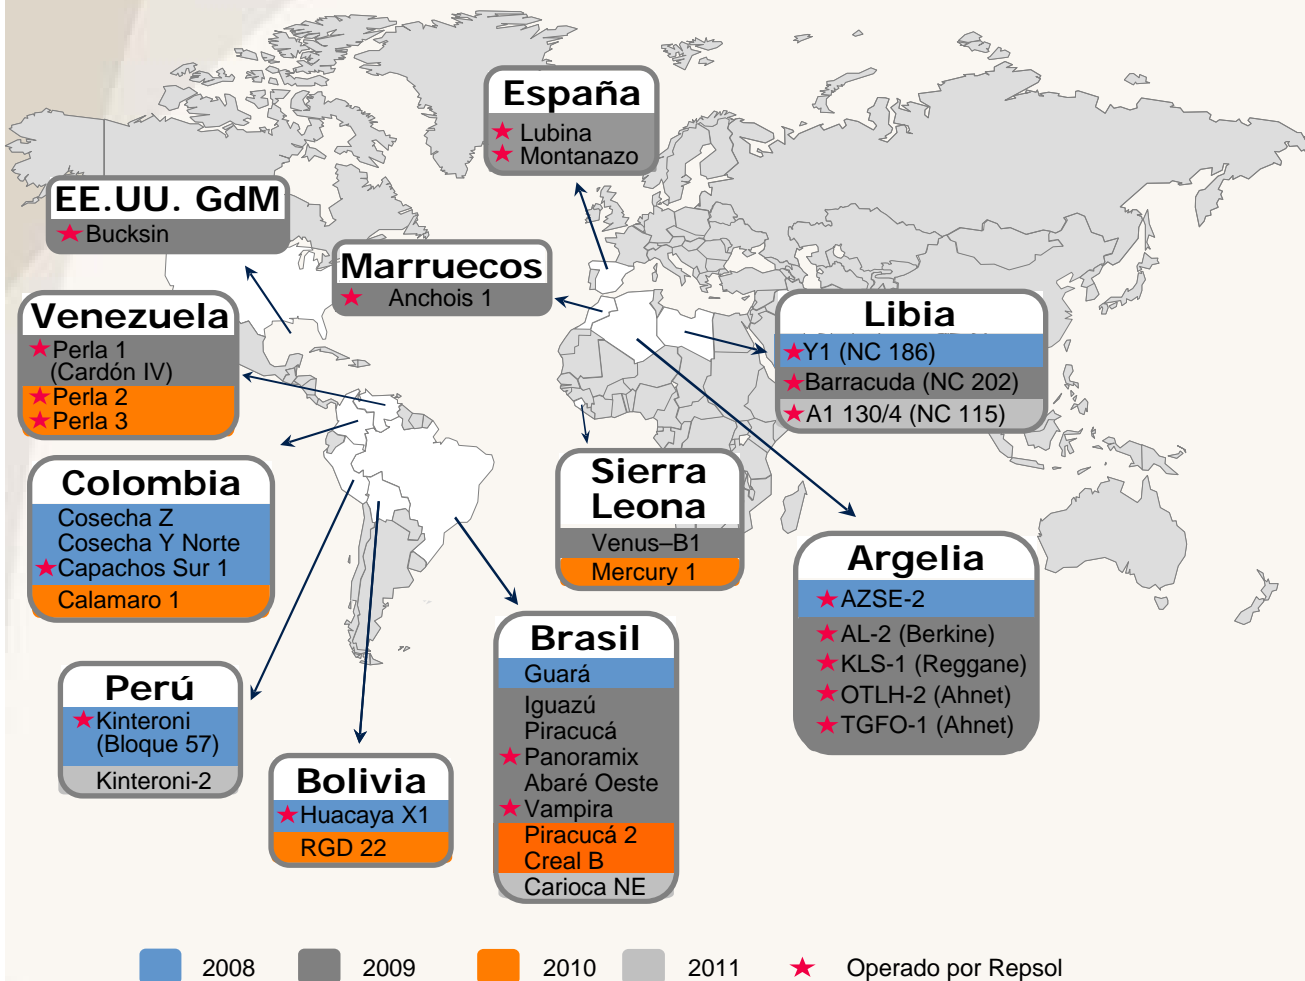 España
Lubina
Montanazo
EE.UU. GdM
Bucksin
Marruecos
Anchois 1
Venezuela
Perla 1
(Cardón IV)
Perla 2
Perla 3
Libia
Y1 (NC 186)
Barracuda (NC 202)
A1 130/4 (NC 115)
Colombia
Cosecha Z
Cosecha Y Norte
Capachos Sur 1
Calamaro 1
Sierra
Leona
Venus–B1
Mercury 1
Argelia
AZSE-2
AL-2 (Berkine)
KLS-1 (Reggane)
OTLH-2 (Ahnet)
TGFO-1 (Ahnet)
Perú
Kinteroni
(Bloque 57)
Kinteroni-2
Bolivia
Huacaya X1
RGD 22
Brasil
Guará
Iguazú
Piracucá
Panoramix
Abaré Oeste
Vampira
Piracucá 2
Creal B
Carioca NE
2008 2009 2010 2011 Operado por Repsol